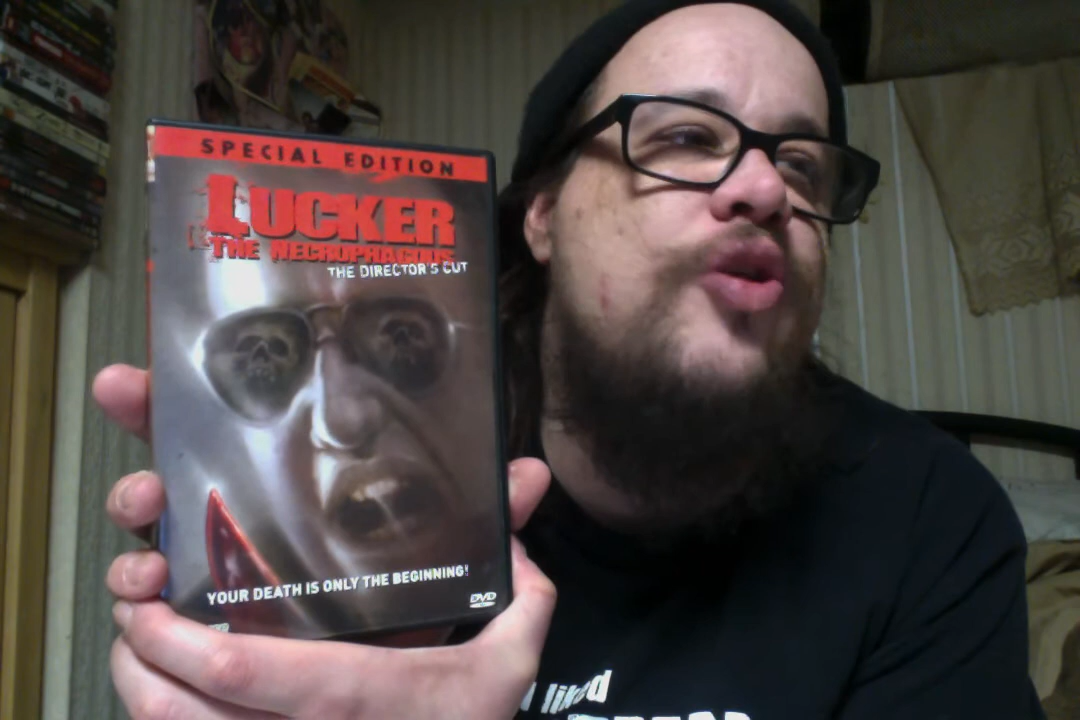 SPECIAL EDITION
LUCKER
THE NECROPHAGOUS
THE DIRECTOR'S CUT
YOUR DEATH IS ONLY THE BEGINNING!
DVD
I liked